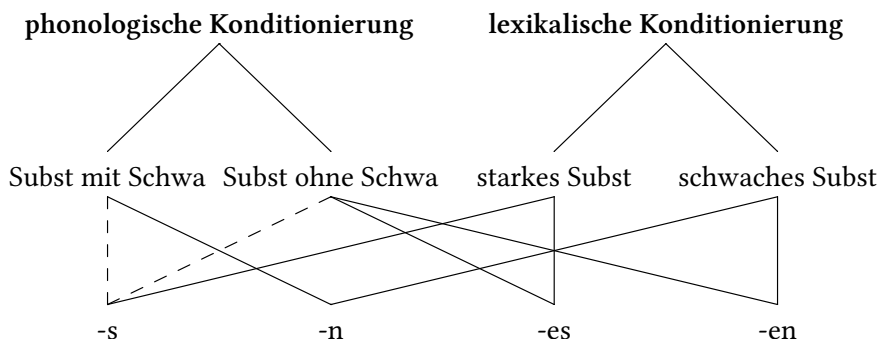 phonologische Konditionierung lexikalische Konditionierung
Subst mit Schwa Subst ohne Schwa starkes Subst schwaches Subst
-s -n -es -en